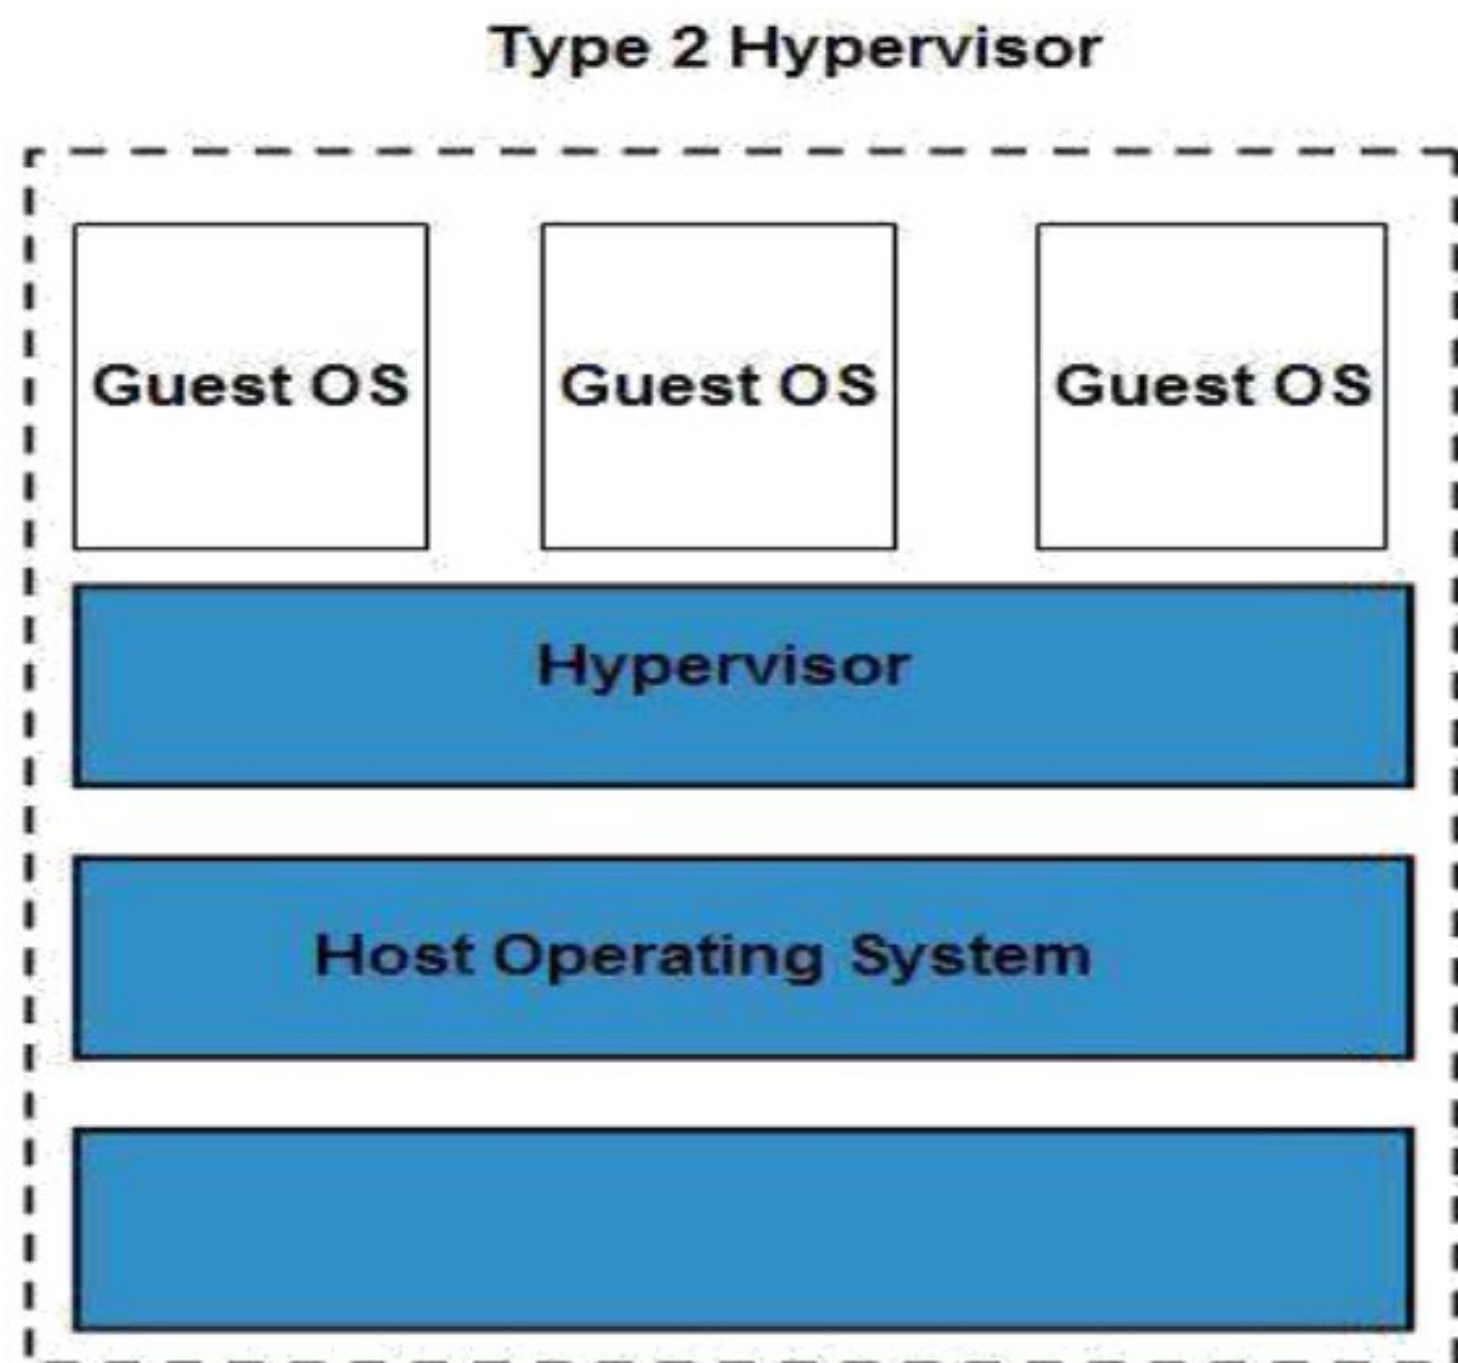 Type 2 Hypervisor
Guest OS
Guest OS
Guest OS
Hypervisor
Host Operating System